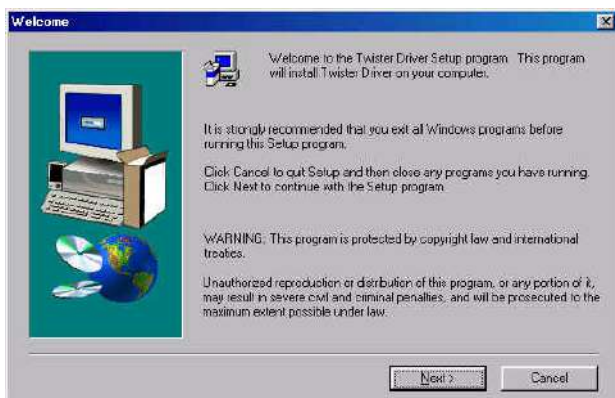 Welcome
Welcome to the Twister Driver Setup program. This program
will install Twister Driver on your computer.
It is strongly recommended that you exit all Windows programs before
running this Setup program.
Click Cancel to quit Setup and then close any programs you have running.
Click Next to continue with the Setup program.
WARNING: This program is protected by copyright law and international
treaties.
Unauthorized reproduction or distribution of this program, or any portion of it,
may result in severe civil and criminal penalties, and will be prosecuted to the
maximum extent possible under law.
Next >
Cancel